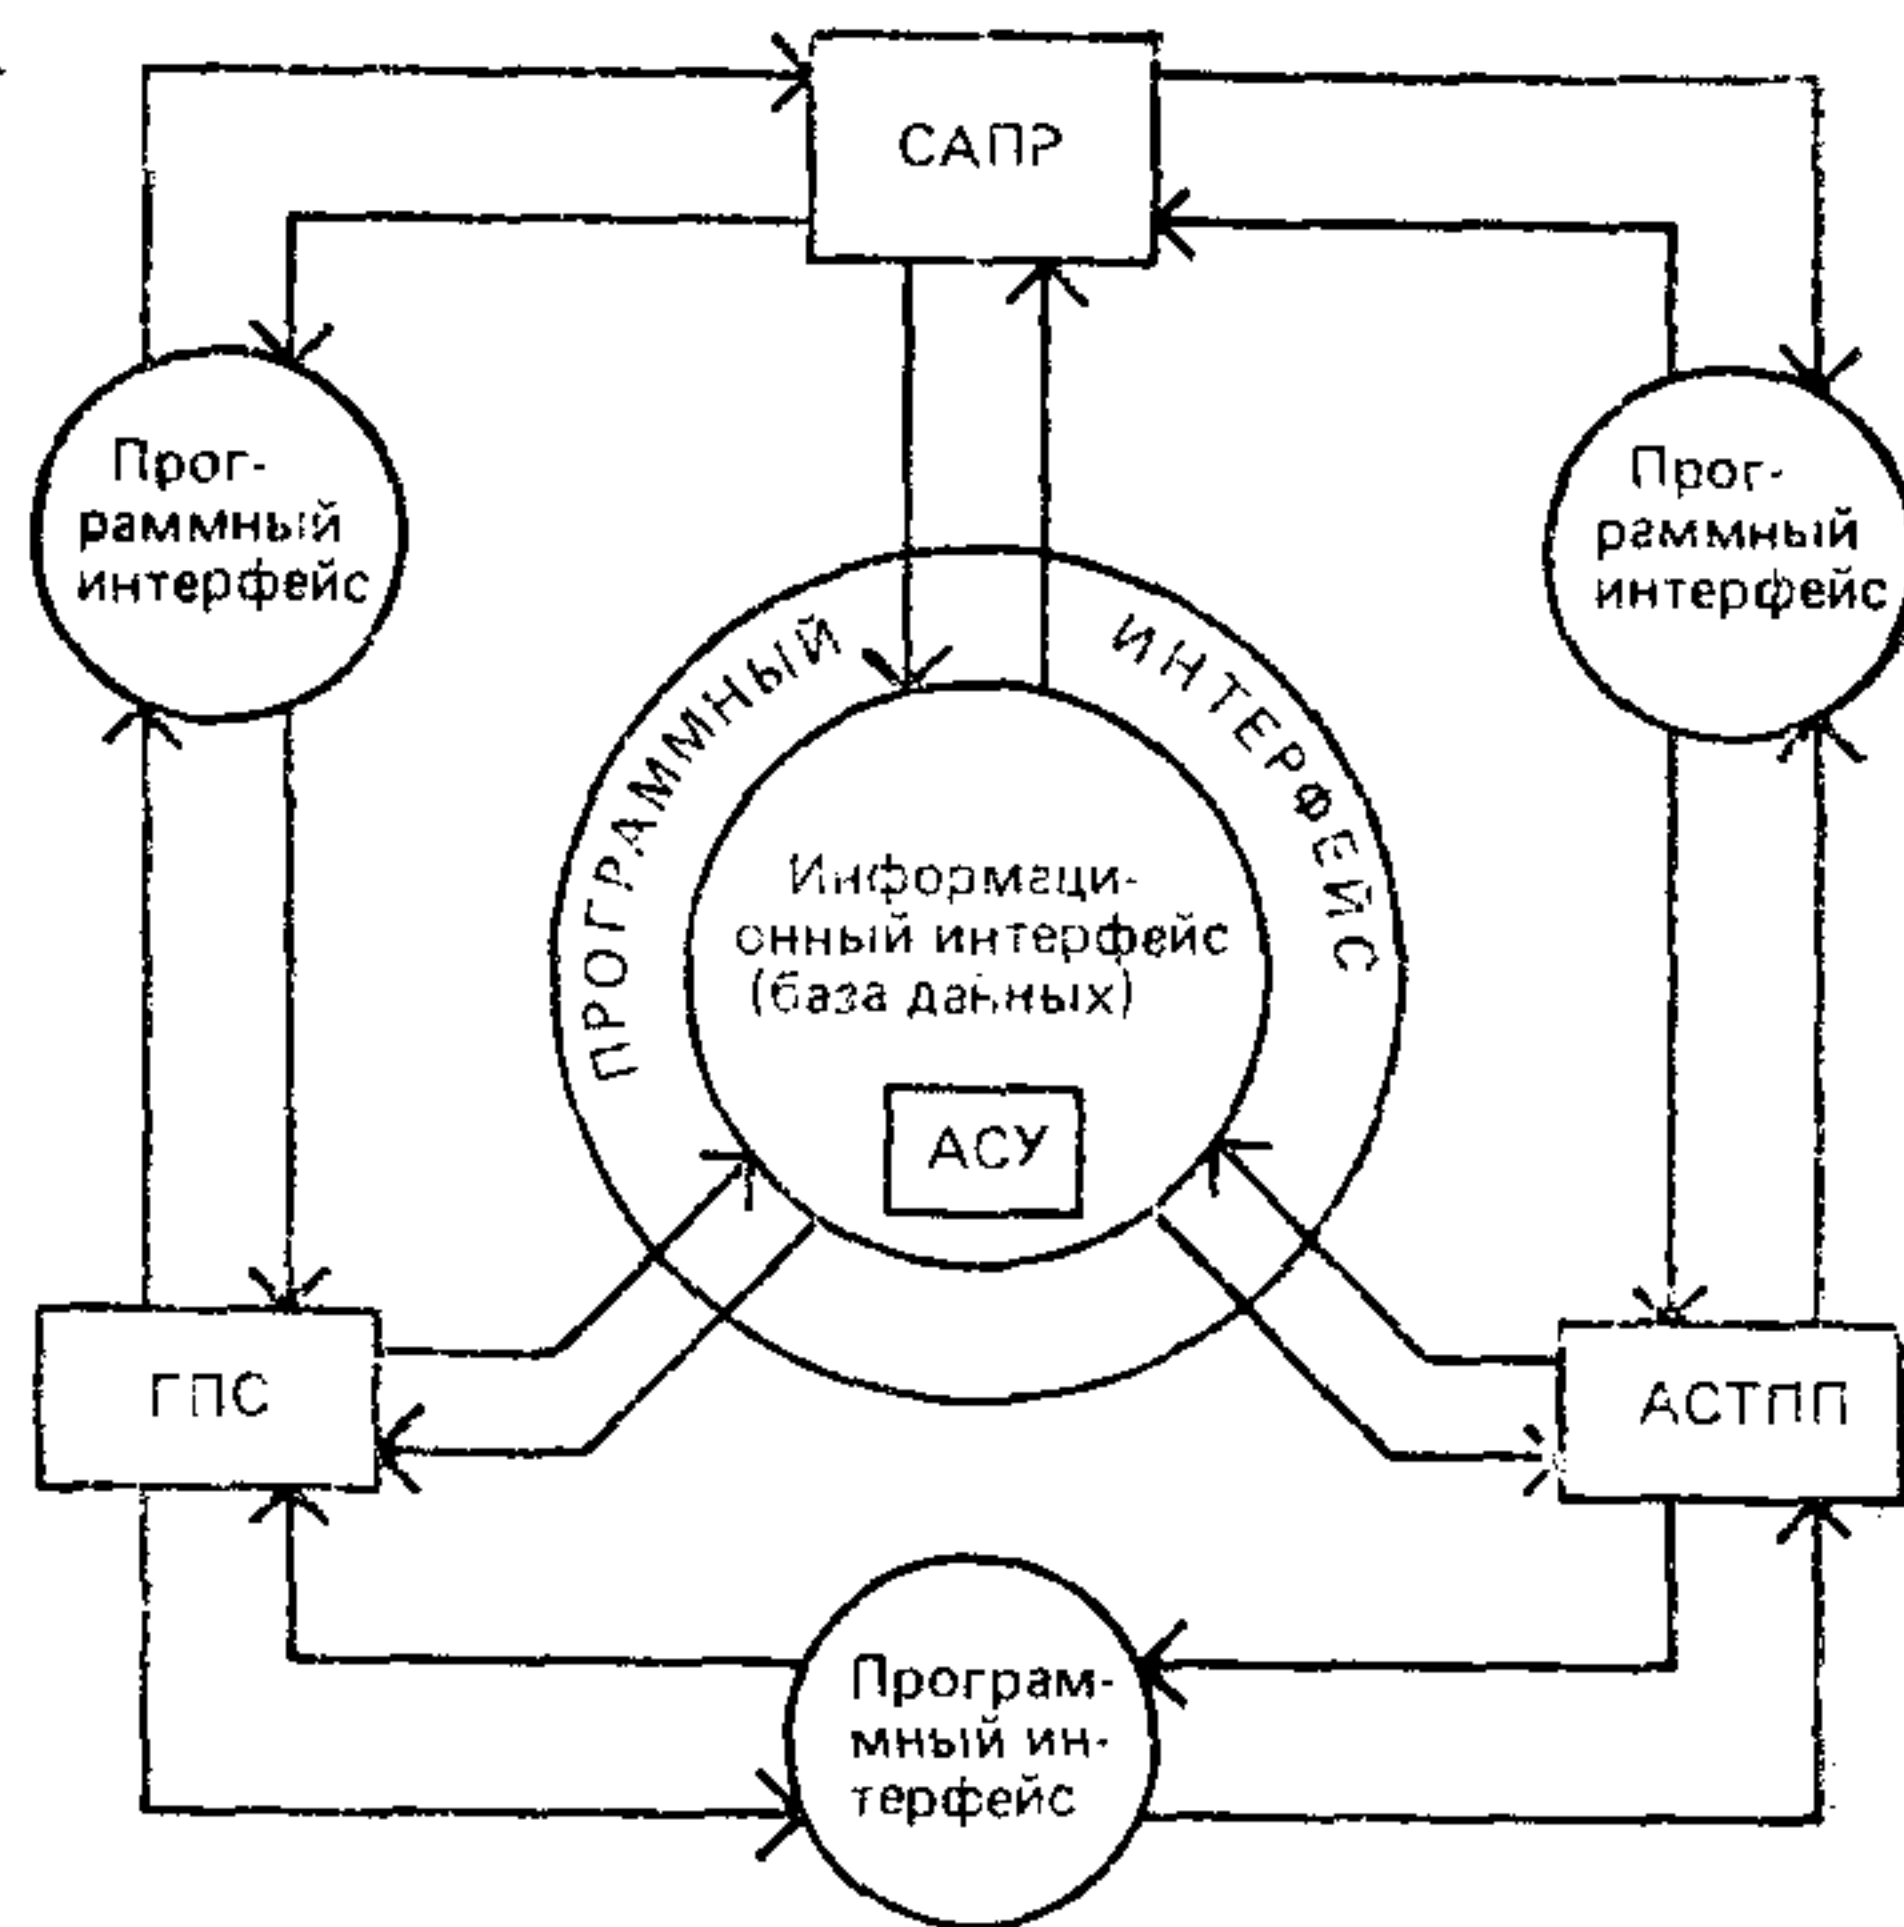 САПР
Прог-
раммный
интерфейс
Прог-
раммный
интерфейс
ПРОГРАММНЫЙ ИНТЕРФЕЙС
Информаци-
онный интерфейс
(база данных)
АСУ
ГПС
АСТПП
Програм-
мный ин-
терфейс